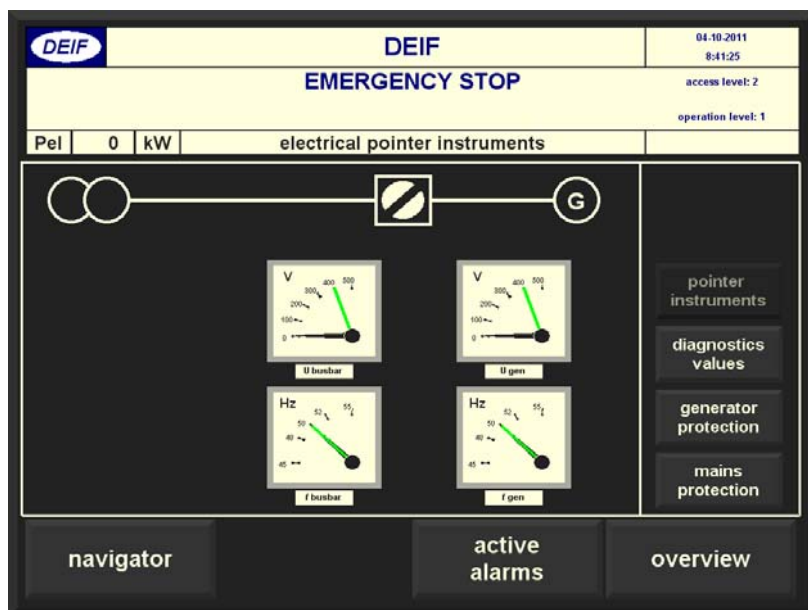 DEIF
DEIF
04-10-2011
8:41:25
EMERGENCY STOP
access level: 2
operation level: 1
Pel 0 kW electrical pointer instruments
G
V
0
100
200
300
400
500
U busbar
V
0
100
200
300
400
500
U gen
pointer
instruments
diagnostics
values
Hz
45
50
52
55
f busbar
Hz
45
50
52
55
f gen
generator
protection
mains
protection
navigator
active
alarms
overview